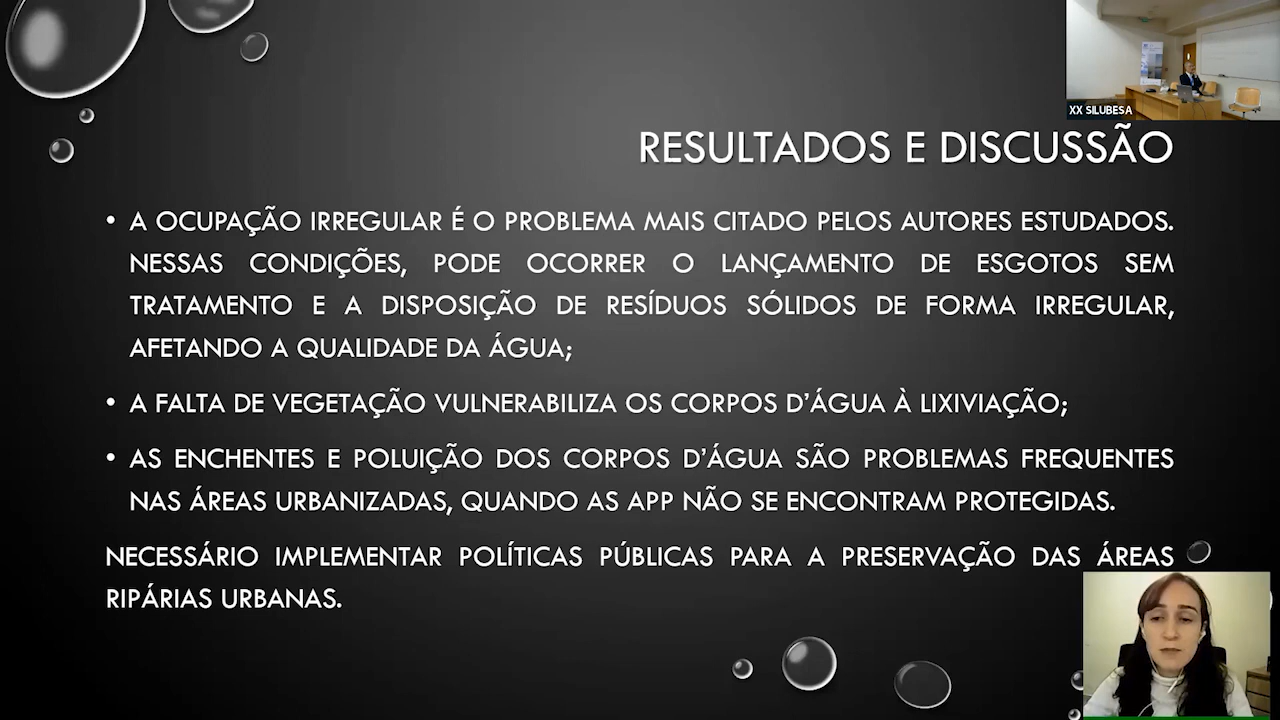 XX SILUBESA
RESULTADOS E DISCUSSÃO
• A OCUPAÇÃO IRREGULAR É O PROBLEMA MAIS CITADO PELOS AUTORES ESTUDADOS.
NESSAS CONDIÇÕES, PODE OCORRER O LANÇAMENTO DE ESGOTOS SEM
TRATAMENTO E A DISPOSIÇÃO DE RESÍDUOS SÓLIDOS DE FORMA IRREGULAR,
AFETANDO A QUALIDADE DA ÁGUA;
• A FALTA DE VEGETAÇÃO VULNERABILIZA OS CORPOS D’ÁGUA À LIXIVIAÇÃO;
• AS ENCHENTES E POLUIÇÃO DOS CORPOS D’ÁGUA SÃO PROBLEMAS FREQUENTES
NAS ÁREAS URBANIZADAS, QUANDO AS APP NÃO SE ENCONTRAM PROTEGIDAS.
NECESSÁRIO IMPLEMENTAR POLÍTICAS PÚBLICAS PARA A PRESERVAÇÃO DAS ÁREAS
RIPÁRIAS URBANAS.